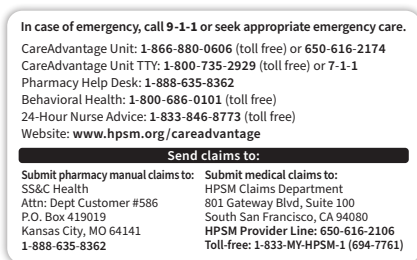 In case of emergency, call 9-1-1 or seek appropriate emergency care.
CareAdvantage Unit: 1-866-880-0606 (toll free) or 650-616-2174
CareAdvantage Unit TTY: 1-800-735-2929 (toll free) or 7-1-1
Pharmacy Help Desk: 1-888-635-8362
Behavioral Health: 1-800-686-0101 (toll free)
24-Hour Nurse Advice: 1-833-846-8773 (toll free)
Website: www.hpsm.org/careadvantage
Send claims to:
Submit pharmacy manual claims to:
SS&C Health
Attn: Dept Customer #586
P.O. Box 419019
Kansas City, MO 64141
1-888-635-8362
Submit medical claims to:
HPSM Claims Department
801 Gateway Blvd, Suite 100
South San Francisco, CA 94080
HPSM Provider Line: 650-616-2106
Toll-free: 1-833-MY-HPSM-1 (694-7761)